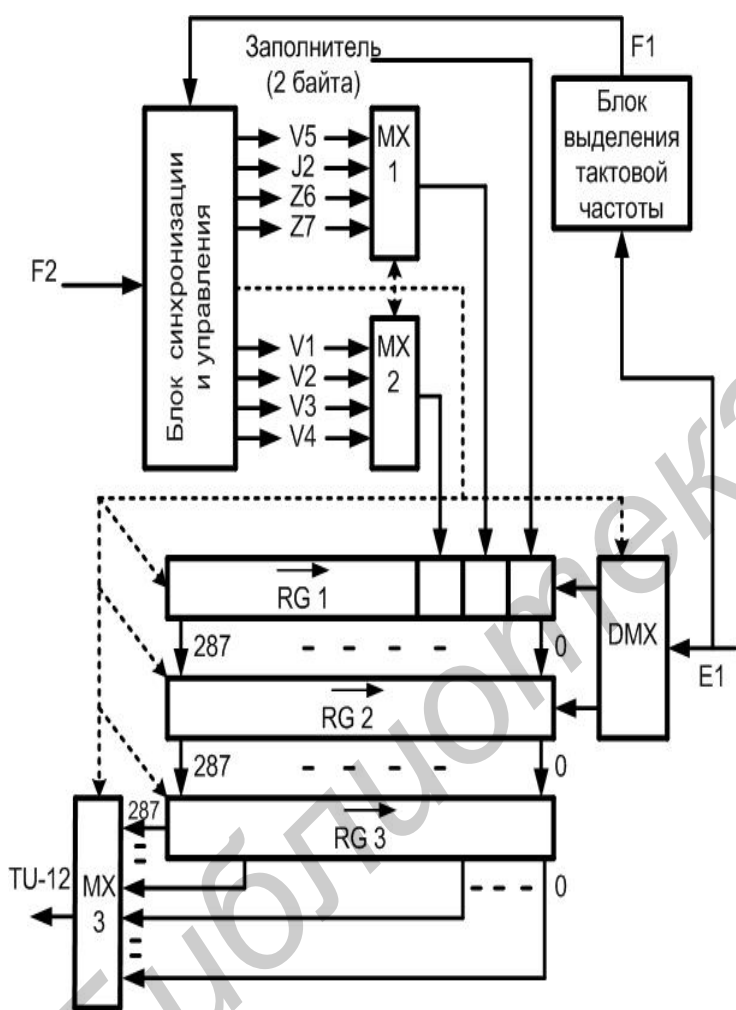 F1
Заполнитель
(2 байта)
Блок
выделения
тактовой
частоты
Блок синхронизации
и управления
V5
J2
Z6
Z7
MX
1
F2
V1
V2
V3
V4
MX
2
RG 1
DMX
E1
287 - - - - 0
RG 2
287 - - - - 0
RG 3
287
- - - - 0
TU-12
MX
3
библиотека